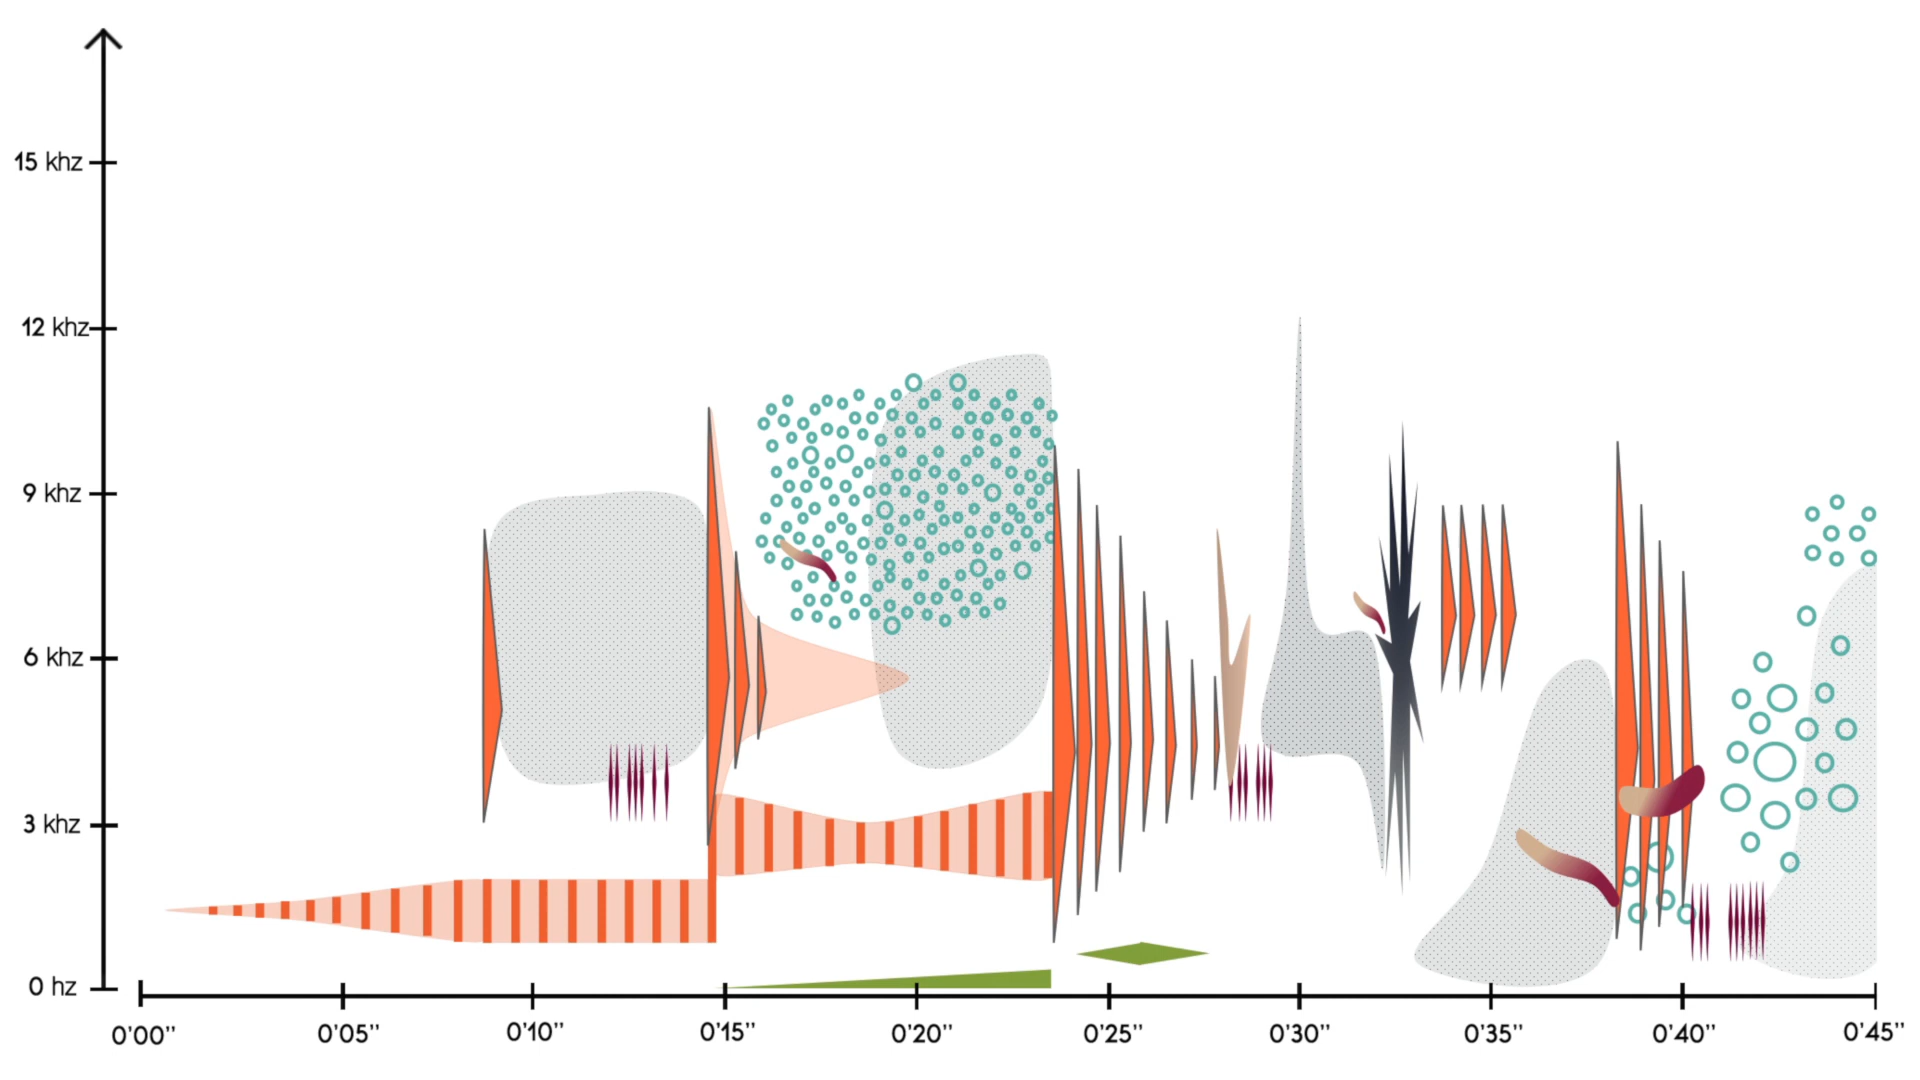 15 khz
12 khz
9 khz
6 khz
3 khz
0 hz
0'00" 0'05" 0'10" 0'15" 0'20" 0'25" 0'30" 0'35" 0'40" 0'45"